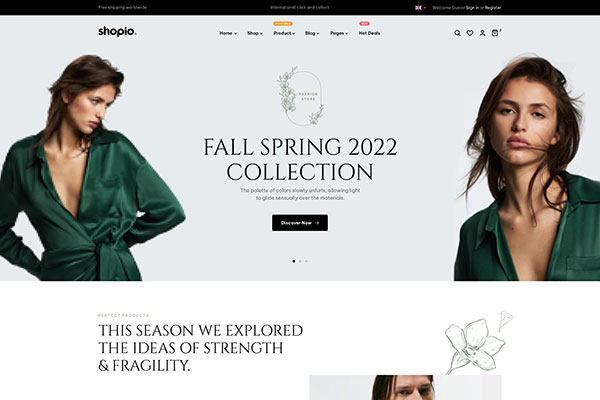 Free shipping worldwide
International click and collect
Welcome Guess! Sign in or Register
shopio.
Home
Shop
Product
Blog
Pages
Hot Deals
FASHION
STORE
FALL SPRING 2022
COLLECTION
The palette of colors slowly unfurls, allowing light
to glide sensually over the materials.
Discover Now
PERFECT PRODUCTS
THIS SEASON WE EXPLORED
THE IDEAS OF STRENGTH
& FRAGILITY.